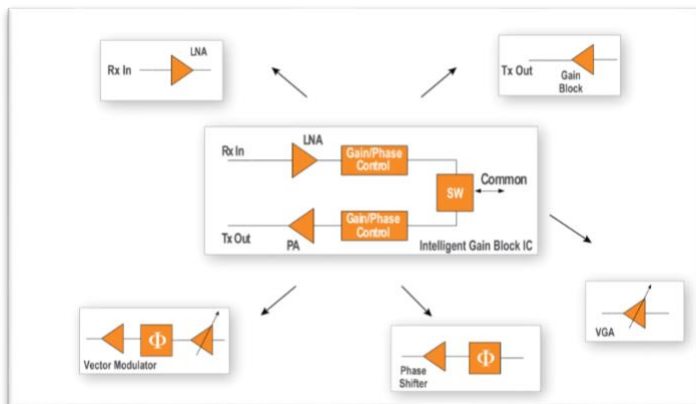 LNA
Rx In
Tx Out
Gain
Block
LNA
Rx In
Gain/Phase
Control
SW
Common
Gain/Phase
Control
Tx Out
PA
Intelligent Gain Block IC
Φ
Vector Modulator
Φ
Phase
Shifter
VGA